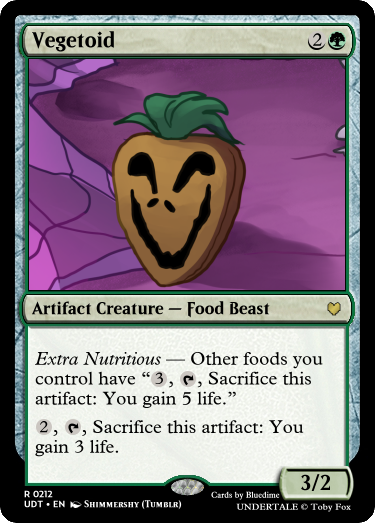 Vegetoid 2
Artifact Creature — Food Beast
Extra Nutritious — Other foods you
control have “3, , Sacrifice this
artifact: You gain 5 life.”
2, , Sacrifice this artifact: You
gain 3 life.
3/2
R 0212
UDT • EN Shimmershy (Tumblr)
Cards by Bluedime
UNDERTALE © Toby Fox